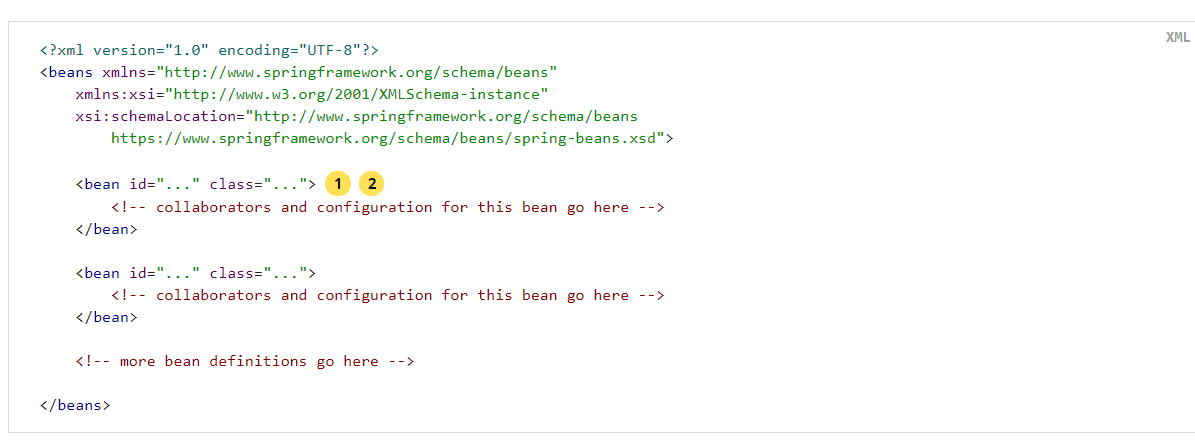 XML
<?xml version="1.0" encoding="UTF-8"?>
<beans xmlns="http://www.springframework.org/schema/beans"
    xmlns:xsi="http://www.w3.org/2001/XMLSchema-instance"
    xsi:schemaLocation="http://www.springframework.org/schema/beans
        https://www.springframework.org/schema/beans/spring-beans.xsd">

    <bean id="..." class="..."> 1 2
        <!-- collaborators and configuration for this bean go here -->
    </bean>

    <bean id="..." class="...">
        <!-- collaborators and configuration for this bean go here -->
    </bean>

    <!-- more bean definitions go here -->

</beans>